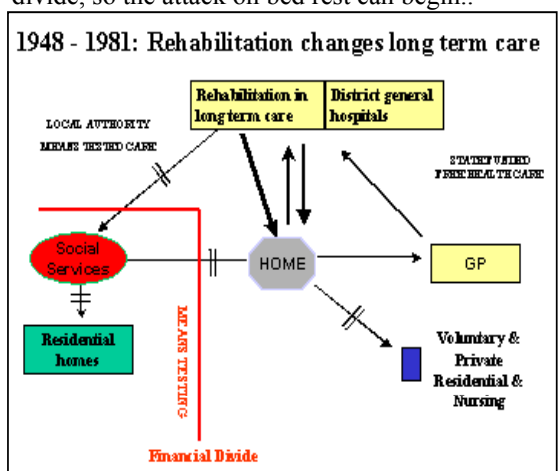 divide, so the attack on bed rest can begin..
1948 - 1981: Rehabilitation changes long term care
Rehabilitation in
long term care
District general
hospitals
LOCAL AUTHORITY
MEANS TESTED CARE
STATE FUNDED
FREE HEALTH CARE
Social
Services
HOME
GP
Residential
homes
MEANS TESTING
Voluntary &
Private
Residential &
Nursing
Financial Divide